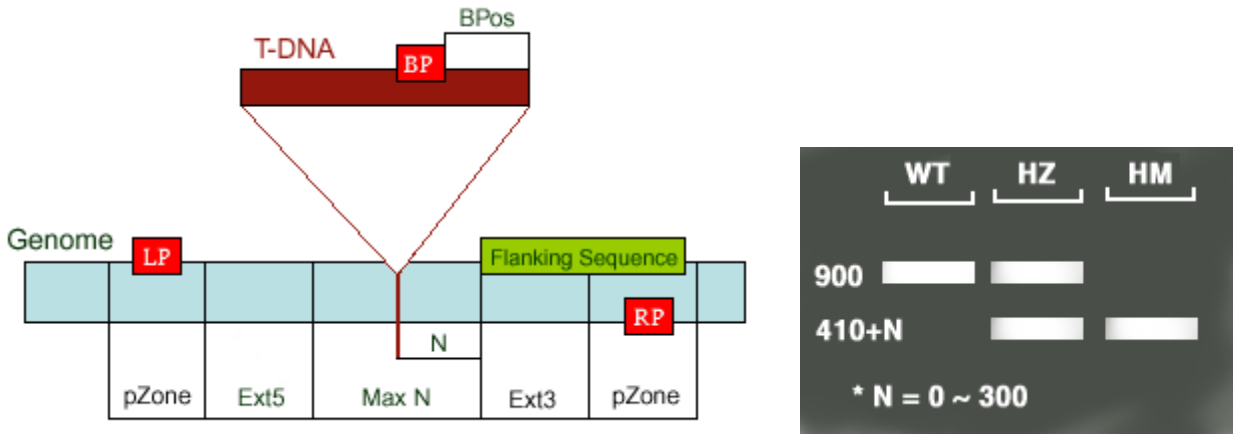 BPos
T-DNA
BP
Genome
LP
Flanking Sequence
RP
N
pZone
Ext5
Max N
Ext3
pZone
WT HZ HM
900
410+N
* N = 0 ~ 300